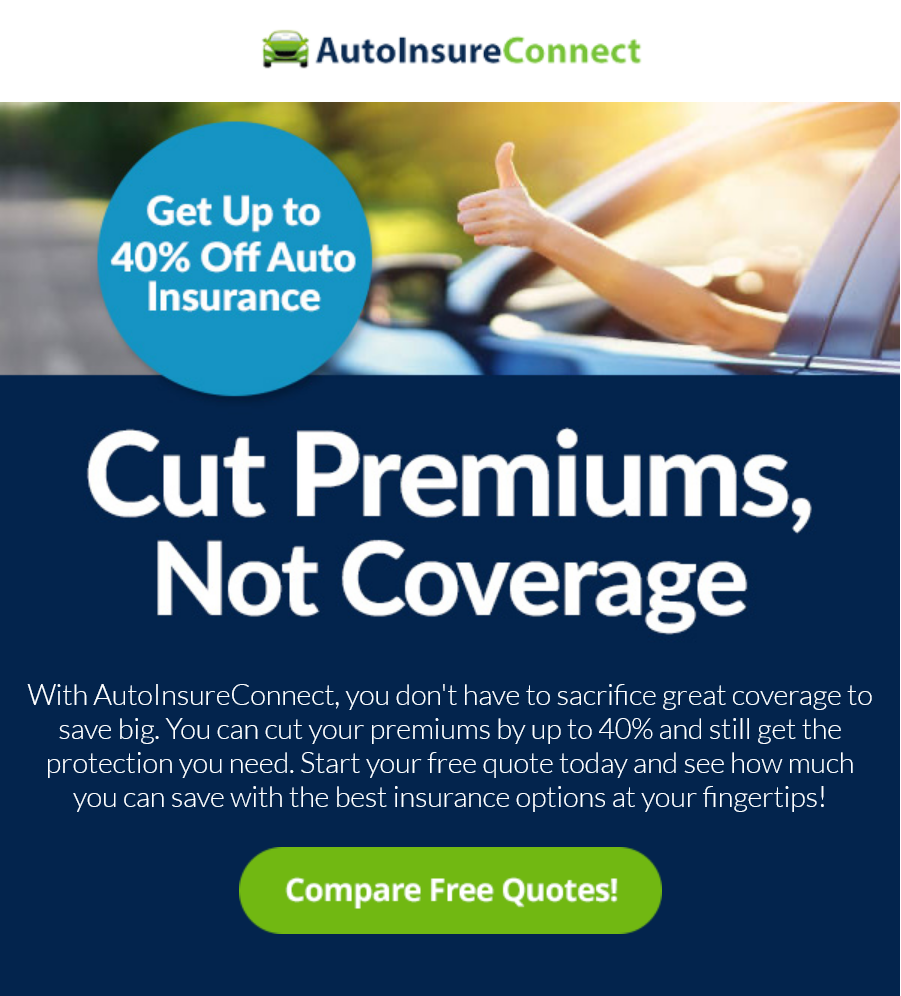 AutoInsureConnect
Get Up to
40% Off Auto
Insurance
Cut Premiums,
Not Coverage
With AutoInsureConnect, you don't have to sacrifice great coverage to
save big. You can cut your premiums by up to 40% and still get the
protection you need. Start your free quote today and see how much
you can save with the best insurance options at your fingertips!
Compare Free Quotes!